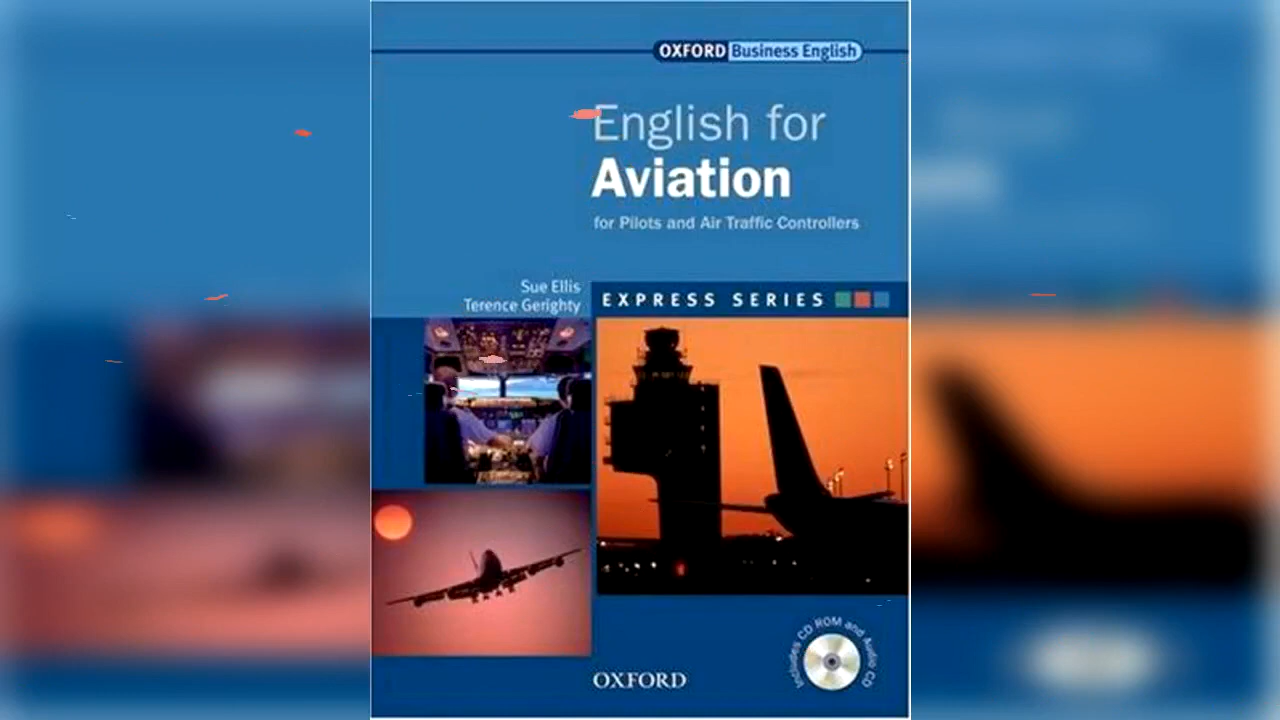 OXFORD Business English
English for
Aviation
for Pilots and Air Traffic Controllers
Sue Ellis
Terence Gerighty
EXPRESS SERIES
Includes CD ROM and Audio CD
OXFORD